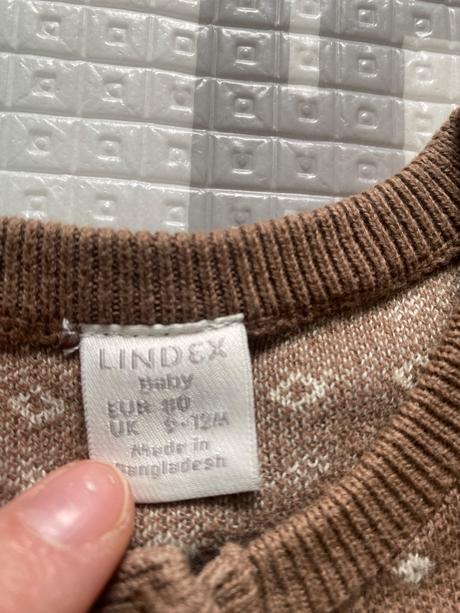 LINDEX
Baby
EUR 80
UK 9-12M
Made in
Bangladesh